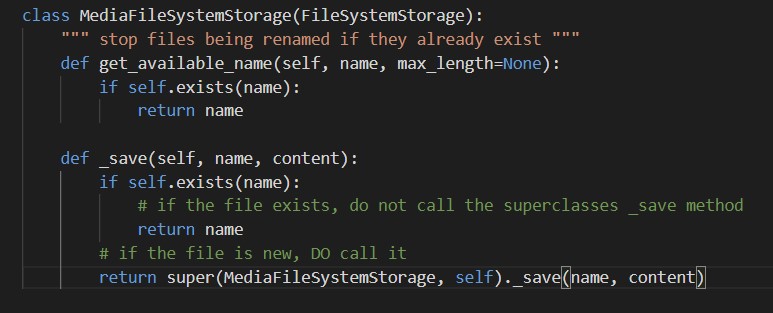 class MediaFileSystemStorage(FileSystemStorage):
    """ stop files being renamed if they already exist """
    def get_available_name(self, name, max_length=None):
        if self.exists(name):
            return name

    def _save(self, name, content):
        if self.exists(name):
            # if the file exists, do not call the superclasses _save method
            return name
        # if the file is new, DO call it
        return super(MediaFileSystemStorage, self)._save(name, content)